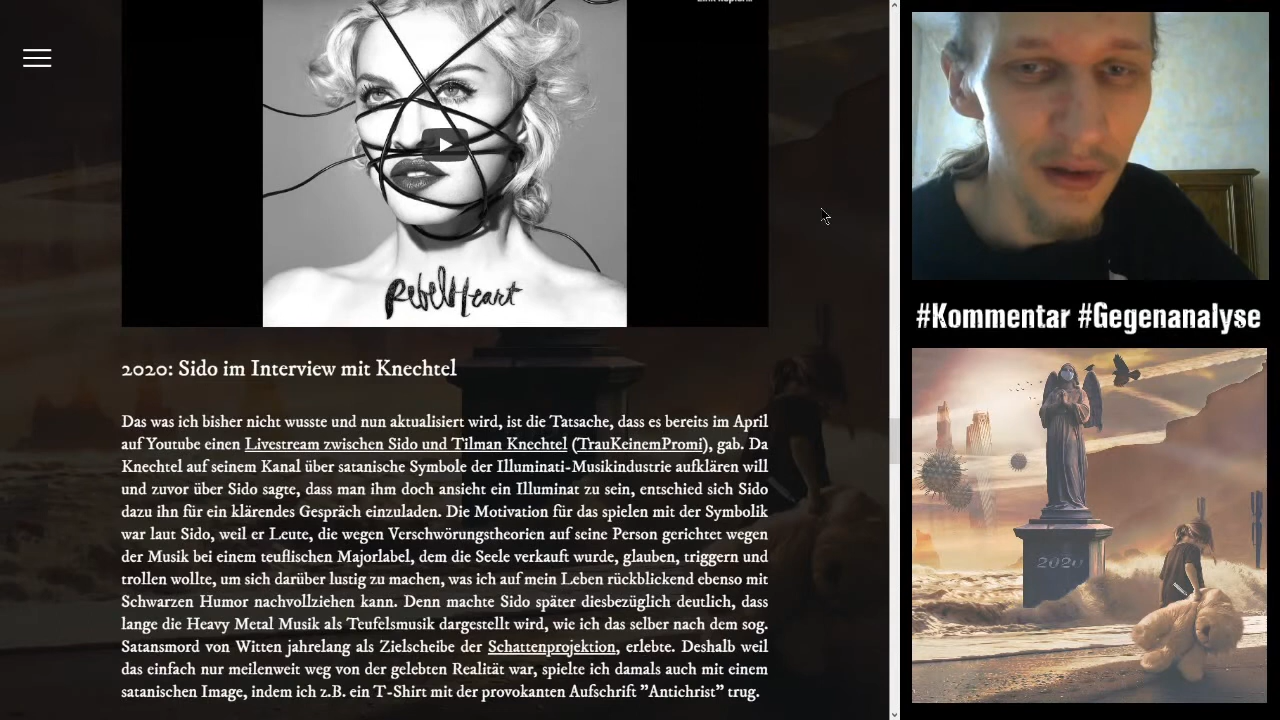 Rebel Heart
2020: Sido im Interview mit Knechtel
Das was ich bisher nicht wusste und nun aktualisiert wird, ist die Tatsache, dass es bereits im April
auf Youtube einen Livestream zwischen Sido und Tilman Knechtel (TrauKeinemPromi), gab. Da
Knechtel auf seinem Kanal über satanische Symbole der Illuminati-Musikindustrie aufklären will
und zuvor über Sido sagte, dass man ihm doch ansieht ein Illuminat zu sein, entschied sich Sido
dazu ihn für ein klärendes Gespräch einzuladen. Die Motivation für das spielen mit der Symbolik
war laut Sido, weil er Leute, die wegen Verschwörungstheorien auf seine Person gerichtet wegen
der Musik bei einem teuflischen Majorlabel, dem die Seele verkauft wurde, glauben, triggern und
trollen wollte, um sich darüber lustig zu machen, was ich auf mein Leben rückblickend ebenso mit
Schwarzen Humor nachvollziehen kann. Denn machte Sido später diesbezüglich deutlich, dass
lange die Heavy Metal Musik als Teufelsmusik dargestellt wird, wie ich das selber nach dem sog.
Satansmord von Witten jahrelang als Zielscheibe der Schattenprojektion, erlebte. Deshalb weil
das einfach nur meilenweit weg von der gelebten Realität war, spielte ich damals auch mit einem
satanischen Image, indem ich z.B. ein T-Shirt mit der provokanten Aufschrift "Antichrist" trug.
#Kommentar #Gegenanalyse
2020